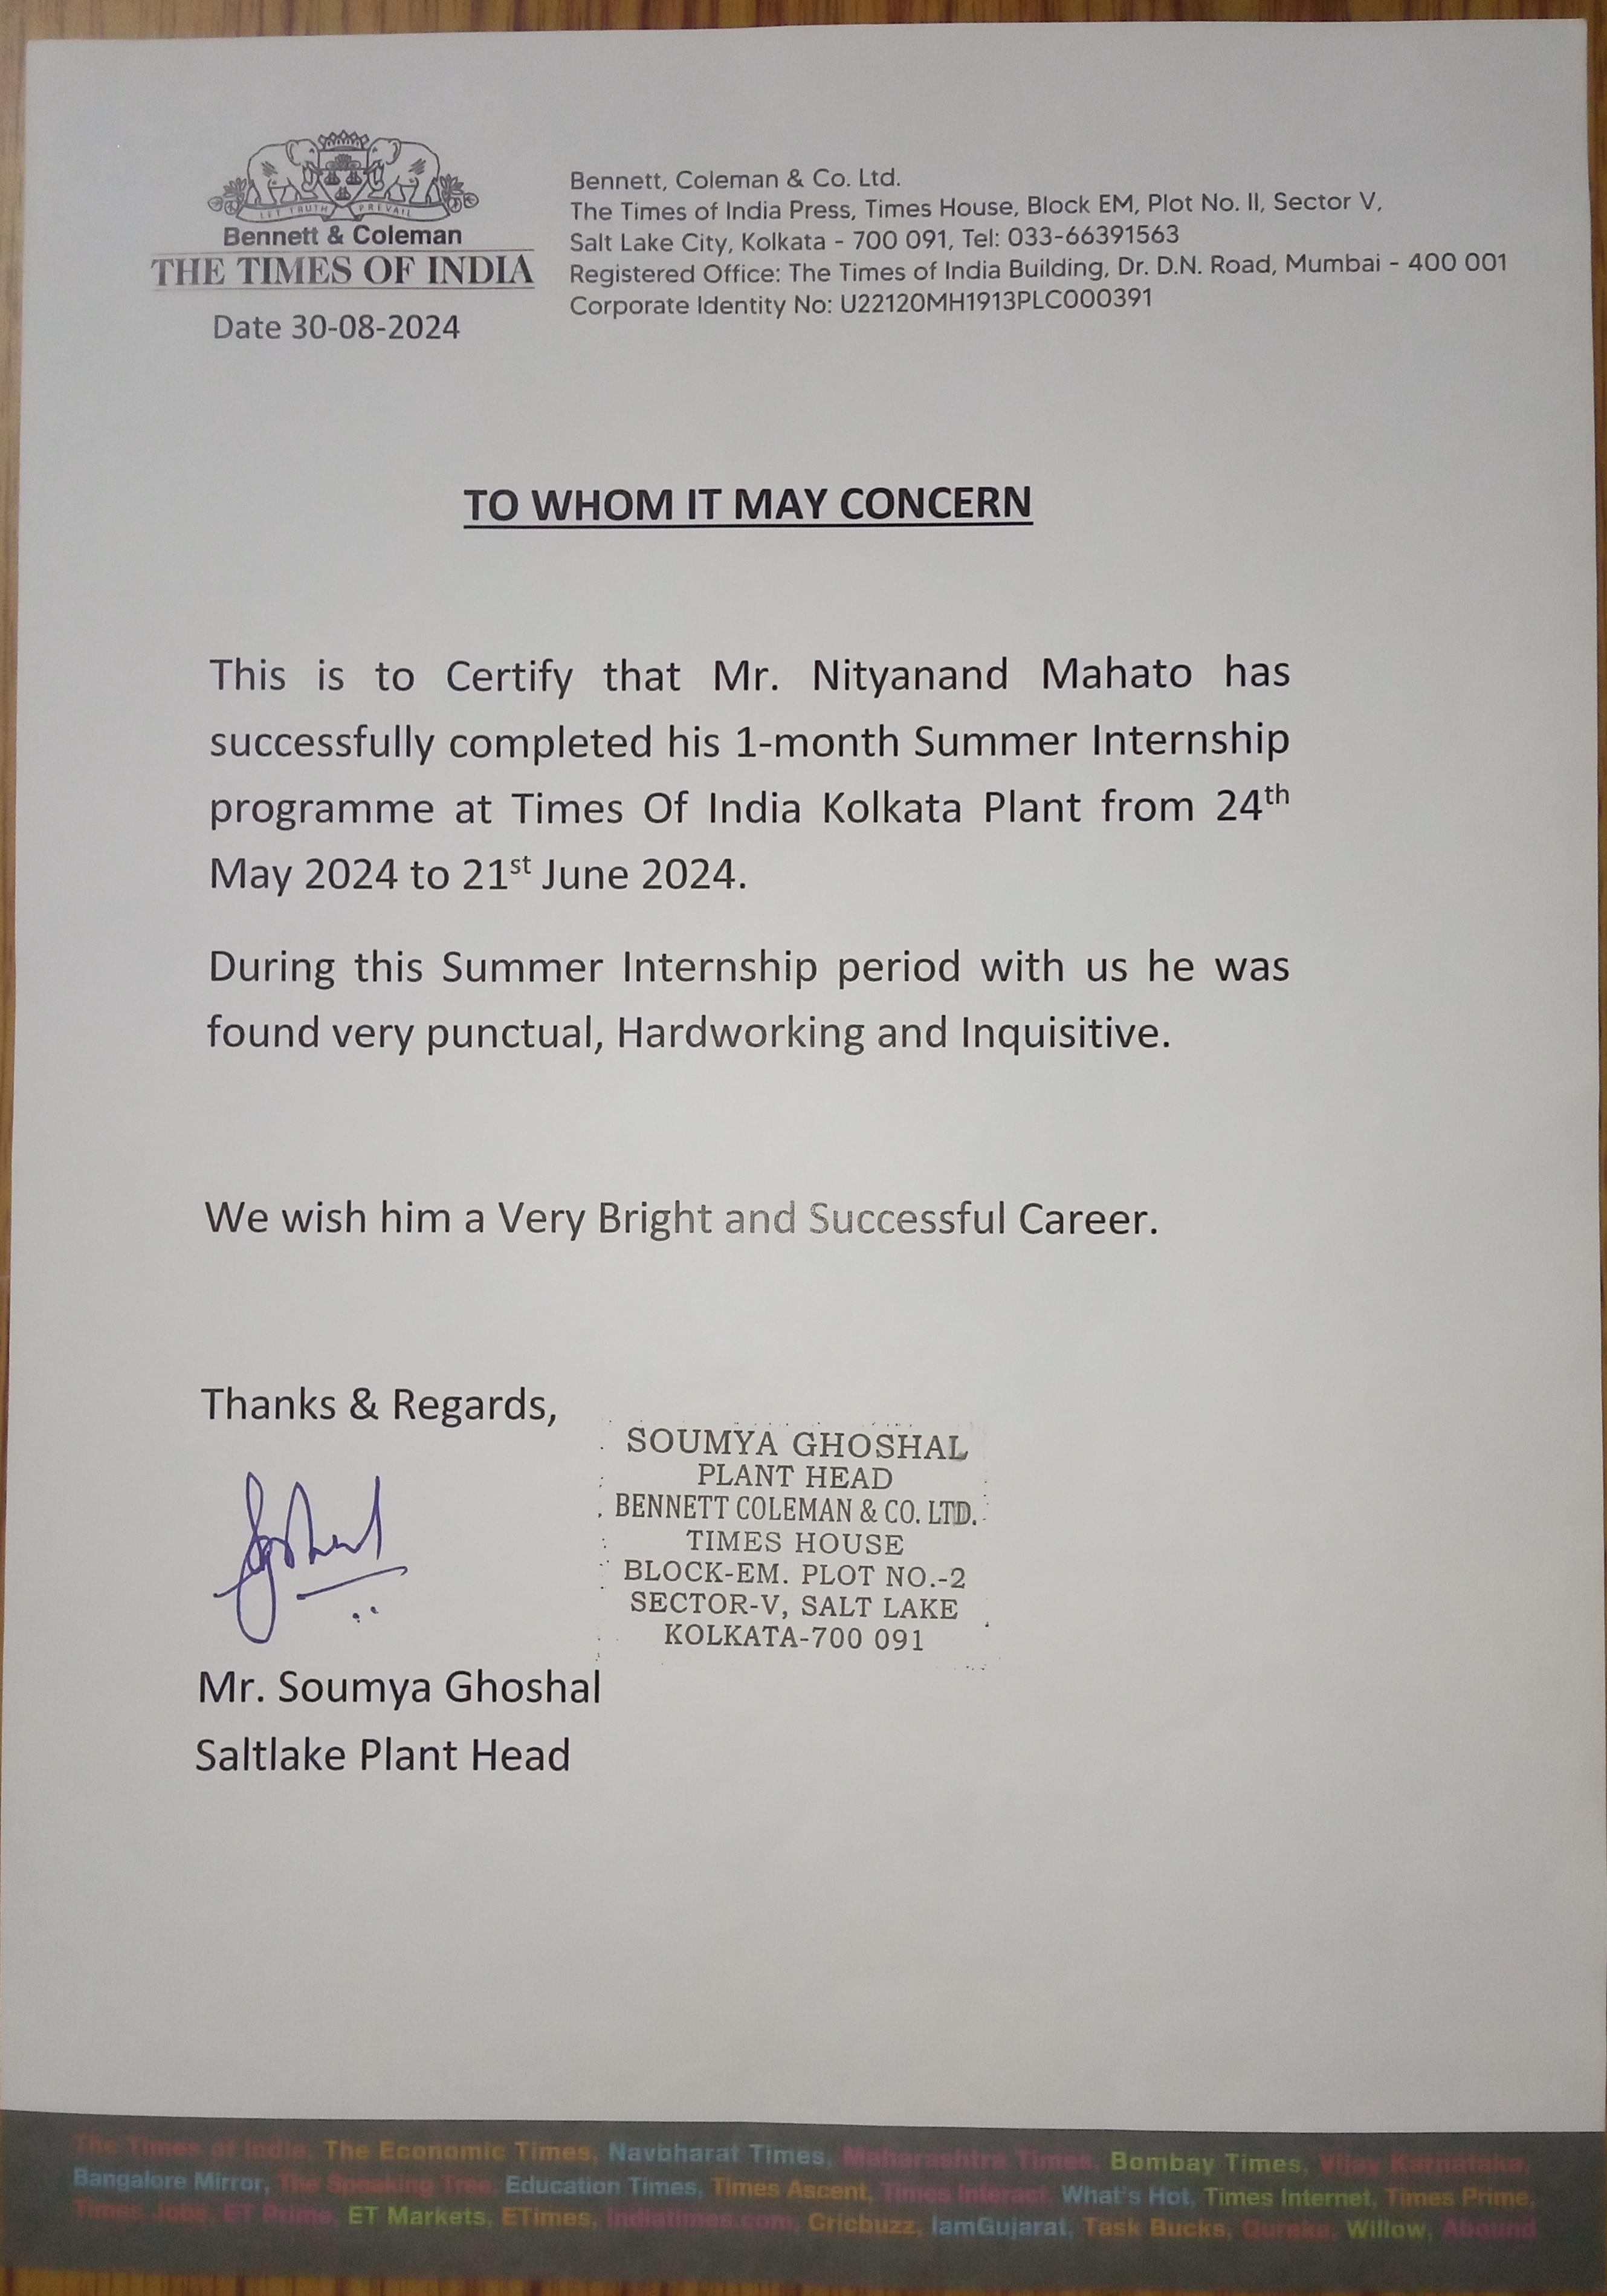 LET TRUTH PREVAIL
Bennett & Coleman
THE TIMES OF INDIA
Date 30-08-2024
Bennett, Coleman & Co. Ltd.
The Times of India Press, Times House, Block EM, Plot No. II, Sector V,
Salt Lake City, Kolkata - 700 091, Tel: 033-66391563
Registered Office: The Times of India Building, Dr. D.N. Road, Mumbai - 400 001
Corporate Identity No: U22120MH1913PLC000391
TO WHOM IT MAY CONCERN
This is to Certify that Mr. Nityanand Mahato has
successfully completed his 1-month Summer Internship
programme at Times Of India Kolkata Plant from 24th
May 2024 to 21st June 2024.
During this Summer Internship period with us he was
found very punctual, Hardworking and Inquisitive.
We wish him a Very Bright and Successful Career.
Thanks & Regards,
SOUMYA GHOSHAL
PLANT HEAD
BENNETT COLEMAN & CO. LTD.
TIMES HOUSE
BLOCK-EM. PLOT NO.-2
SECTOR-V, SALT LAKE
KOLKATA-700 091
Mr. Soumya Ghoshal
Saltlake Plant Head
The Times of India, The Economic Times, Navbharat Times, Maharashtra Times, Bombay Times, Vijay Karnataka,
Bangalore Mirror, The Speaking Tree, Education Times, Times Ascent, Times Interact, What's Hot, Times Internet, Times Prime,
Times Jobs, ET Prime, ET Markets, ETimes, Indiatimes.com, Cricbuzz, IamGujarat, Task Bucks, Qureka, Willow, Abound